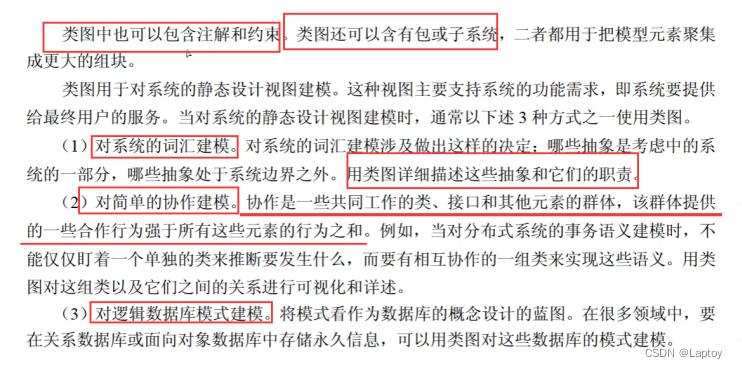 类图中也可以包含注解和约束。类图还可以含有包或子系统，二者都用于把模型元素聚集
成更大的组块。
类图用于对系统的静态设计视图建模。这种视图主要支持系统的功能需求，即系统要提供
给最终用户的服务。当对系统的静态设计视图建模时，通常以下述 3 种方式之一使用类图。
（1）对系统的词汇建模。对系统的词汇建模涉及做出这样的决定：哪些抽象是考虑中的系
统的一部分，哪些抽象处于系统边界之外。用类图详细描述这些抽象和它们的职责。
（2）对简单的协作建模。协作是一些共同工作的类、接口和其他元素的群体，该群体提供
的一些合作行为强于所有这些元素的行为之和。例如，当对分布式系统的事务语义建模时，不
能仅仅盯着一个单独的类来推断要发生什么，而要有相互协作的一组类来实现这些语义。用类
图对这组类以及它们之间的关系进行可视化和详述。
（3）对逻辑数据库模式建模。将模式看作为数据库的概念设计的蓝图。在很多领域中，要
在关系数据库或面向对象数据库中存储永久信息，可以用类图对这些数据库的模式建模。
CSDN @Laptoy